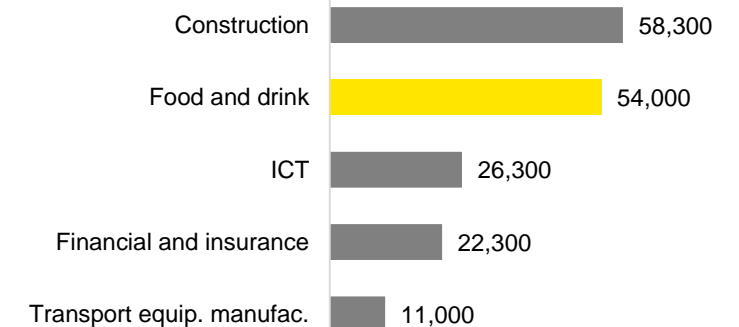 Construction 58,300
Food and drink 54,000
ICT 26,300
Financial and insurance 22,300
Transport equip. manufac. 11,000